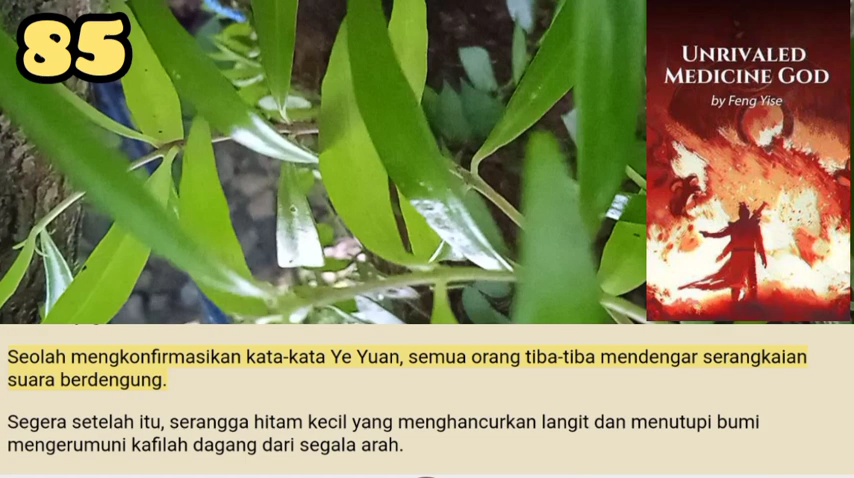 85
UNRIVALED
MEDICINE GOD
by Feng Yise
Seolah mengkonfirmasikan kata-kata Ye Yuan, semua orang tiba-tiba mendengar serangkaian
suara berdengung.
Segera setelah itu, serangga hitam kecil yang menghancurkan langit dan menutupi bumi
mengerumuni kafilah dagang dari segala arah.